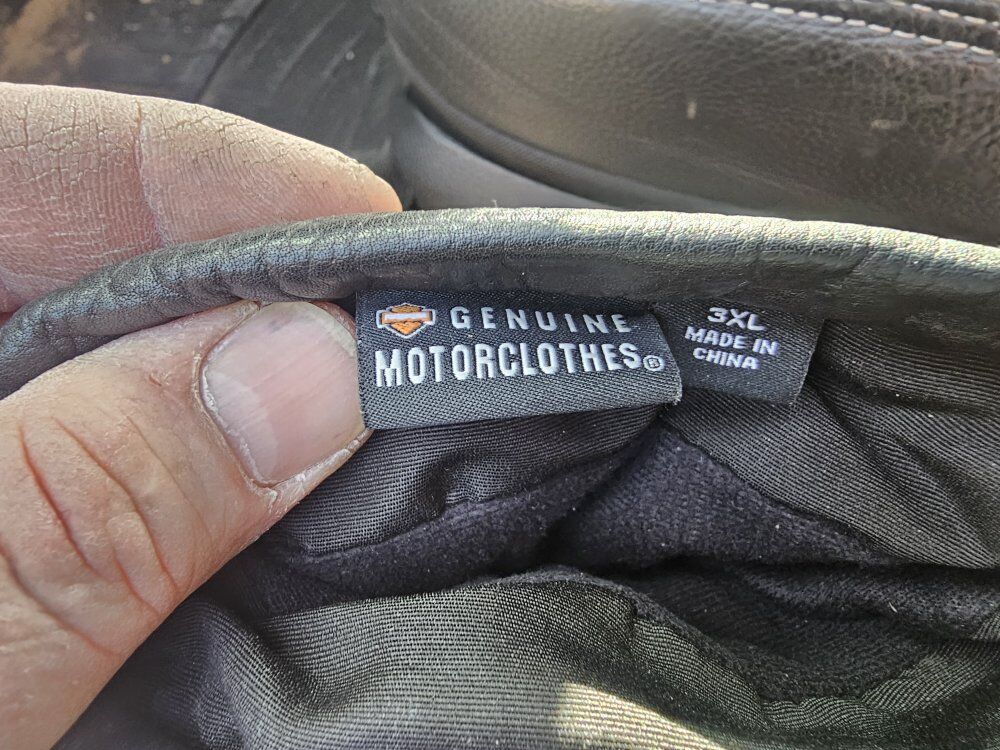 GENUINE
MOTORCLOTHES®
3XL
MADE IN
CHINA